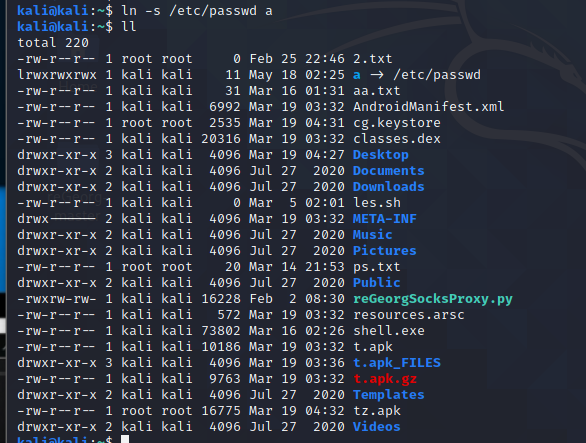 kali@kali:~$ ln -s /etc/passwd a
kali@kali:~$ ll
total 220
-rw-r--r-- 1 root root     0 Feb 25 22:46 2.txt
lrwxrwxrwx 1 kali kali    11 May 18 02:25 a → /etc/passwd
-rw-r--r-- 1 kali kali    31 Mar 16 01:31 aa.txt
-rw-r--r-- 1 kali kali  6992 Mar 19 03:32 AndroidManifest.xml
-rw-r--r-- 1 root root  2535 Mar 19 04:31 cg.keystore
-rw-r--r-- 1 kali kali 20316 Mar 19 03:32 classes.dex
drwxr-xr-x 3 kali kali  4096 Mar 19 04:27 Desktop
drwxr-xr-x 2 kali kali  4096 Jul 27  2020 Documents
drwxr-xr-x 2 kali kali  4096 Jul 27  2020 Downloads
-rw-r--r-- 1 kali kali     0 Mar  5 02:01 les.sh
drwx------ 2 kali kali  4096 Mar 19 03:32 META-INF
drwxr-xr-x 2 kali kali  4096 Jul 27  2020 Music
drwxr-xr-x 2 kali kali  4096 Jul 27  2020 Pictures
-rw-r--r-- 1 root root    20 Mar 14 21:53 ps.txt
drwxr-xr-x 2 kali kali  4096 Jul 27  2020 Public
-rwxrw-rw- 1 kali kali 16228 Feb  2 08:30 reGeorgSocksProxy.py
-rw-r--r-- 1 kali kali   572 Mar 19 03:32 resources.arsc
-rw-r--r-- 1 kali kali 73802 Mar 16 02:26 shell.exe
-rw-r--r-- 1 kali kali 10186 Mar 19 03:32 t.apk
drwxr-xr-x 3 kali kali  4096 Mar 19 03:36 t.apk_FILES
-rw-r--r-- 1 kali kali  9763 Mar 19 03:32 t.apk.gz
drwxr-xr-x 2 kali kali  4096 Jul 27  2020 Templates
-rw-r--r-- 1 root root 16775 Mar 19 04:32 tz.apk
drwxr-xr-x 2 kali kali  4096 Jul 27  2020 Videos
kali@kali:~$